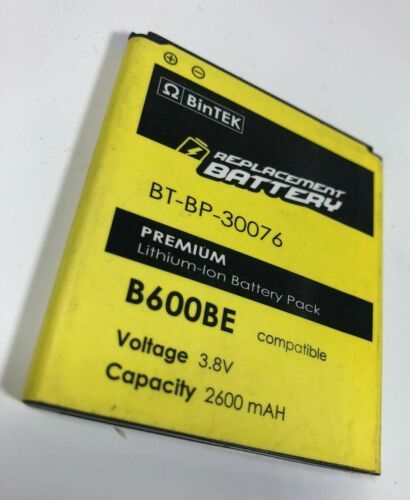 Ω BinTEK
REPLACEMENT
BATTERY
BT-BP-30076
PREMIUM
Lithium-Ion Battery Pack
B600BE compatible
Voltage 3.8V
Capacity 2600 mAH